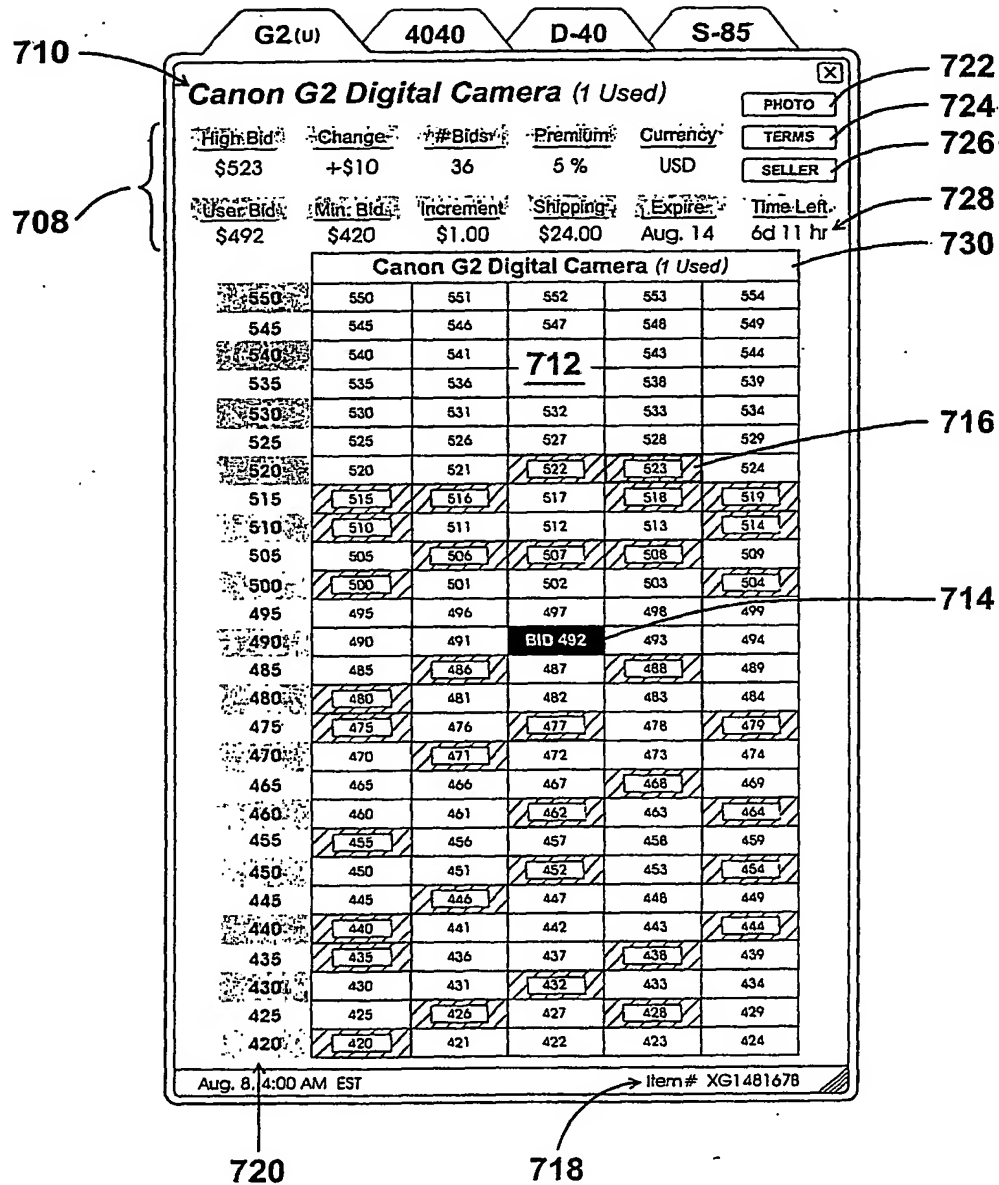 G2(U) 4040 D-40 S-85
710
Canon G2 Digital Camera (1 Used)
PHOTO 722
TERMS 724
SELLER 726
High Bid Change #Bids Premium Currency
$523 +$10 36 5 % USD
708
User Bid Min. Bid Increment Shipping Expire Time Left 728
$492 $420 $1.00 $24.00 Aug. 14 6d 11 hr
Canon G2 Digital Camera (1 Used) 730
550 550 551 552 553 554
545 545 546 547 548 549
540 540 541 543 544
712
535 535 536 538 539
530 530 531 532 533 534
525 525 526 527 528 529
716
520 520 521 522 523 524
515 515 516 517 518 519
510 510 511 512 513 514
505 505 506 507 508 509
500 500 501 502 503 504
495 495 496 497 498 499
714
490 490 491 BID 492 493 494
485 485 486 487 488 489
480 480 481 482 483 484
475 475 476 477 478 479
470 470 471 472 473 474
465 465 466 467 468 469
460 460 461 462 463 464
455 455 456 457 458 459
450 450 451 452 453 454
445 445 446 447 448 449
440 440 441 442 443 444
435 435 436 437 438 439
430 430 431 432 433 434
425 425 426 427 428 429
420 420 421 422 423 424
Aug. 8, 4:00 AM EST Item# XG1481678
720 718